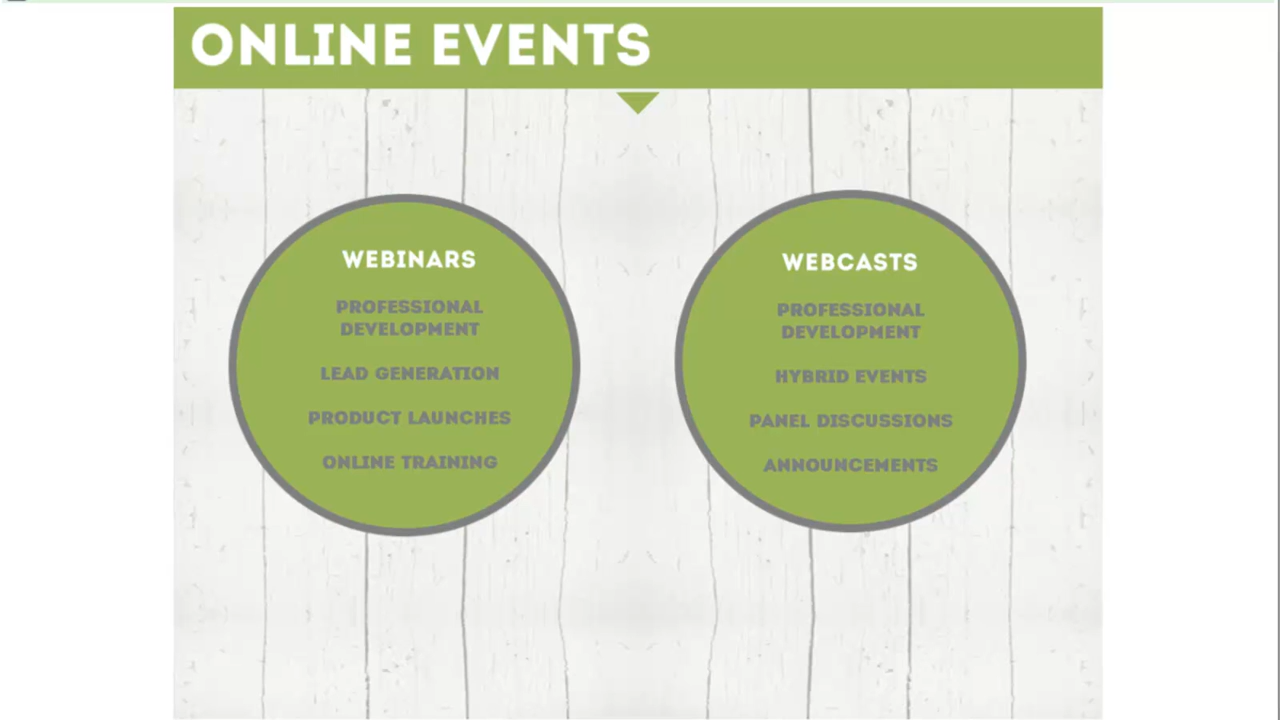 ONLINE EVENTS
WEBINARS
PROFESSIONAL
DEVELOPMENT
LEAD GENERATION
PRODUCT LAUNCHES
ONLINE TRAINING
WEBCASTS
PROFESSIONAL
DEVELOPMENT
HYBRID EVENTS
PANEL DISCUSSIONS
ANNOUNCEMENTS